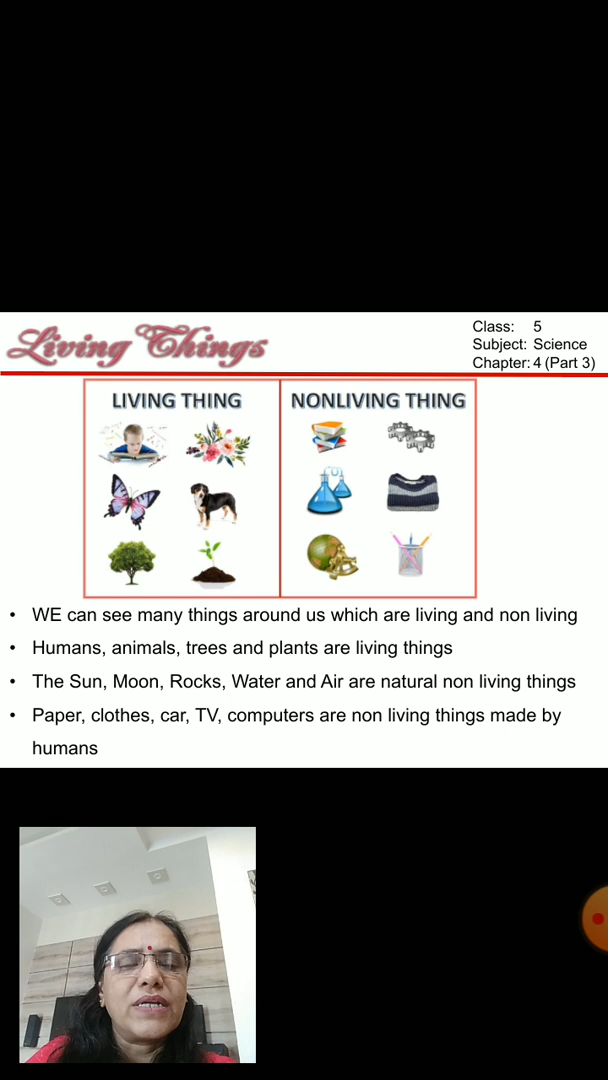 Living Things
Class: 5
Subject: Science
Chapter: 4 (Part 3)
LIVING THING
NONLIVING THING
• WE can see many things around us which are living and non living
• Humans, animals, trees and plants are living things
• The Sun, Moon, Rocks, Water and Air are natural non living things
• Paper, clothes, car, TV, computers are non living things made by
humans